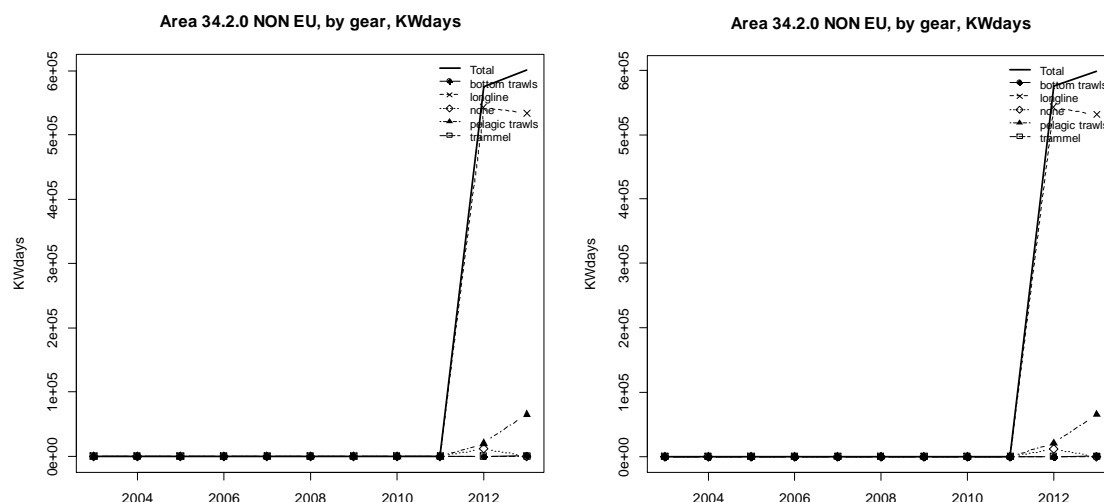 Area 34.2.0 NON EU, by gear, KWdays
KWdays
6e+05
5e+05
4e+05
3e+05
2e+05
1e+05
0e+00
Total
bottom trawls
longline
none
pelagic trawls
trammel
2004
2006
2008
2010
2012
Area 34.2.0 NON EU, by gear, KWdays
KWdays
6e+05
5e+05
4e+05
3e+05
2e+05
1e+05
0e+00
Total
bottom trawls
longline
none
pelagic trawls
trammel
2004
2006
2008
2010
2012